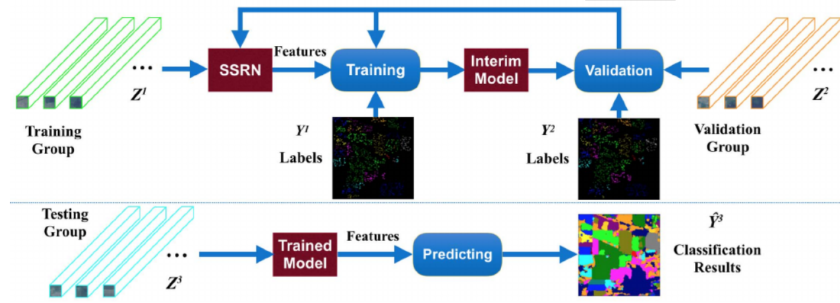 SSRN
Features
Training
Interim
Model
Validation
Z¹
Z²
Training
Group
Y¹
Labels
Y²
Labels
Validation
Group
Testing
Group
Z³
Trained
Model
Features
Predicting
Ŷ³
Classification
Results